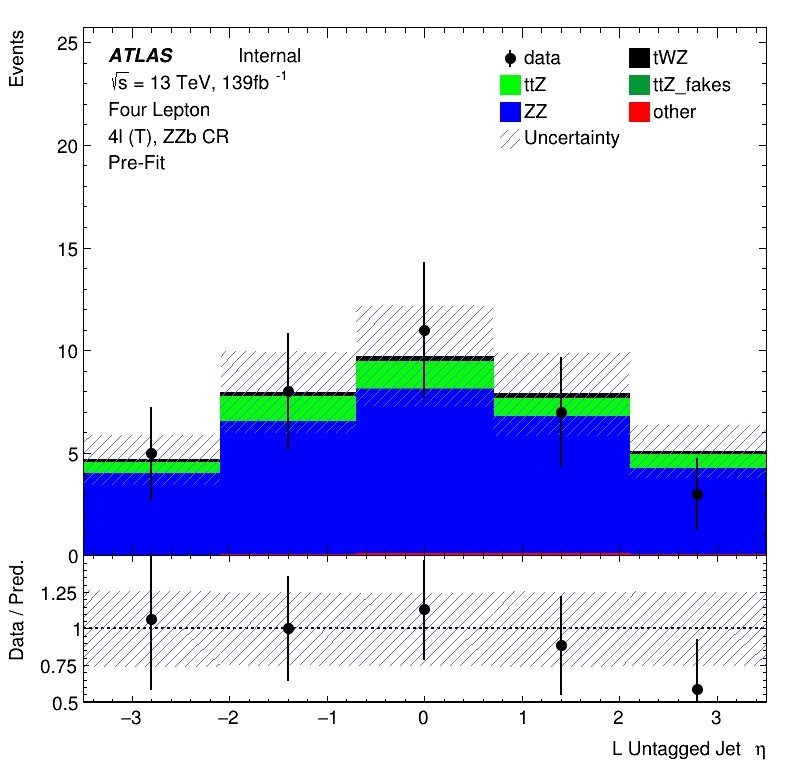 Events
25
20
15
10
5
0
ATLAS Internal
√s = 13 TeV, 139fb⁻¹
Four Lepton
4l (T), ZZb CR
Pre-Fit
data
tWZ
ttZ
ttZ_fakes
ZZ
other
Uncertainty
Data / Pred.
1.25
1
0.75
0.5
−3 −2 −1 0 1 2 3
L Untagged Jet η